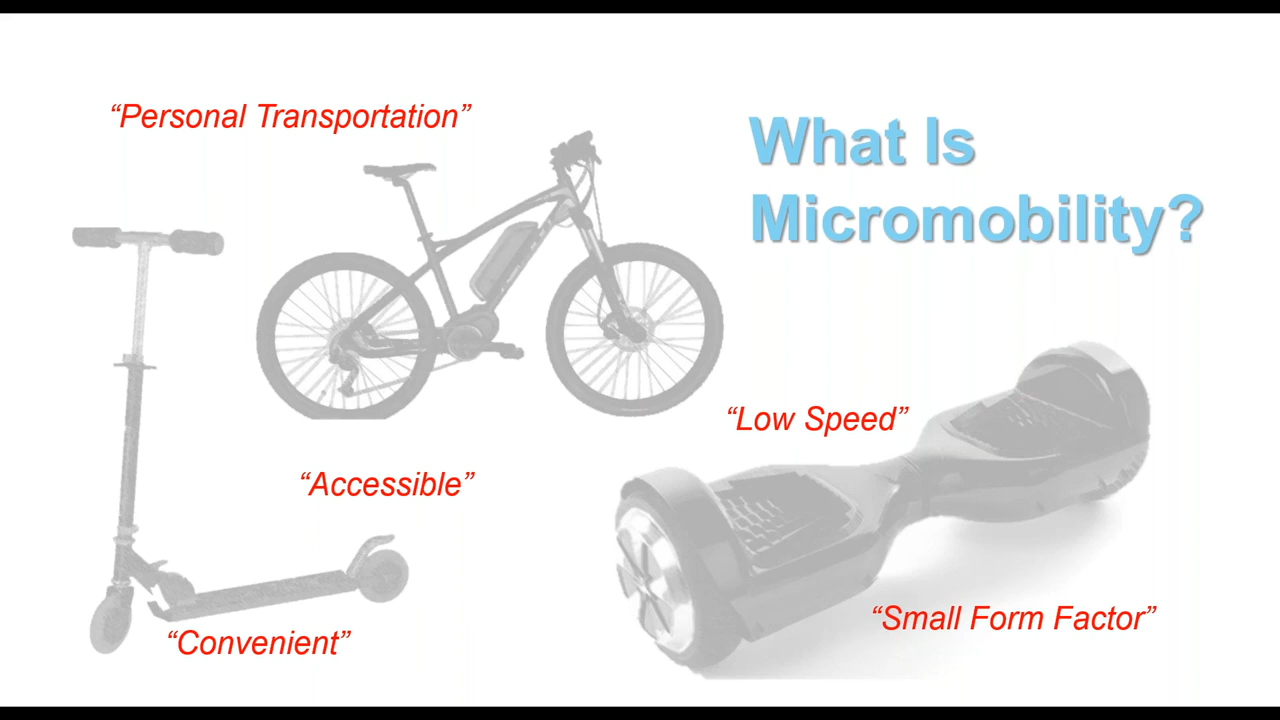 “Personal Transportation”
What Is
Micromobility?
“Low Speed”
“Accessible”
“Small Form Factor”
“Convenient”